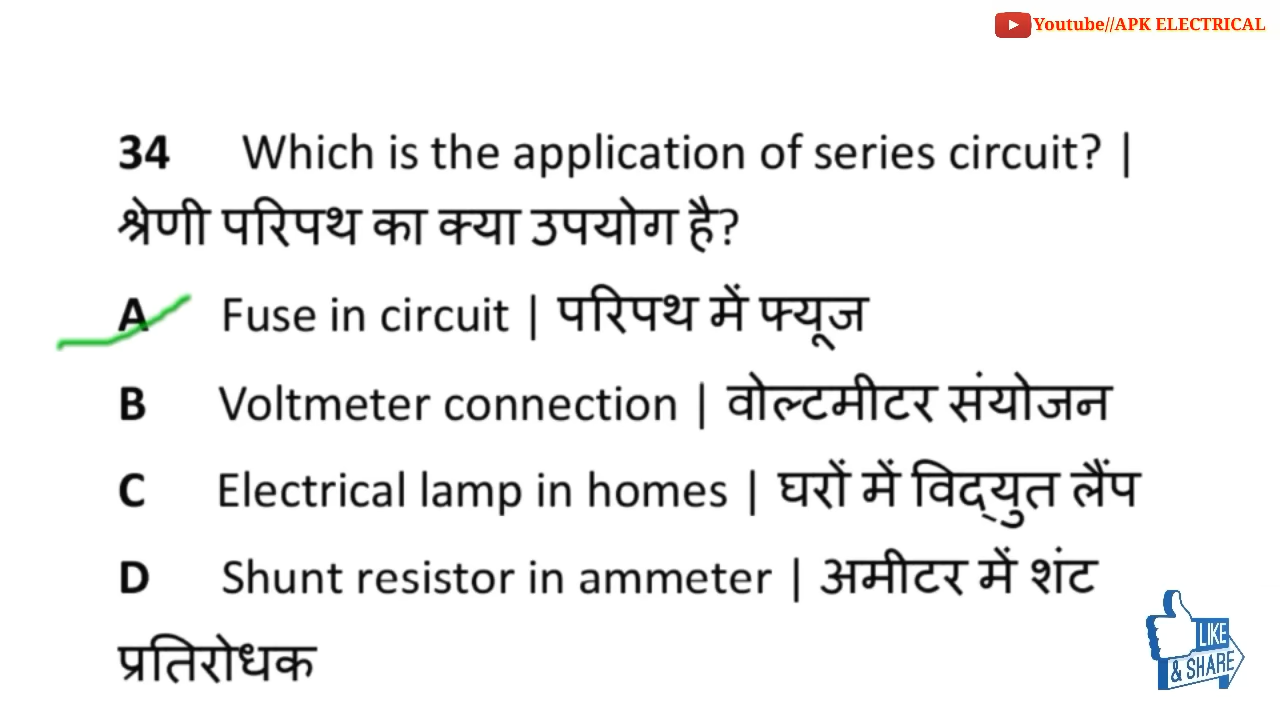 Youtube//APK ELECTRICAL
34 Which is the application of series circuit? |
श्रेणी परिपथ का क्या उपयोग है?
A Fuse in circuit | परिपथ में फ्यूज
B Voltmeter connection | वोल्टमीटर संयोजन
C Electrical lamp in homes | घरों में विद्‌युत लैंप
D Shunt resistor in ammeter | अमीटर में शंट
प्रतिरोधक
LIKE
& SHARE